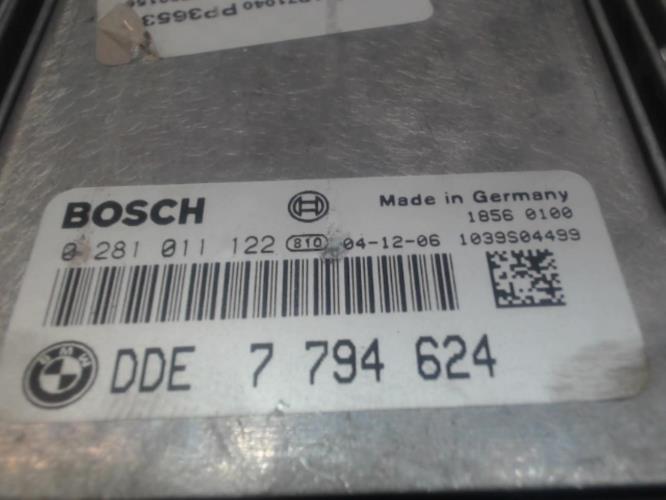 PP3653
BOSCH Made in Germany
1856 0100
0 281 011 122 810 04-12-06 1039S04499
BMW DDE 7 794 624